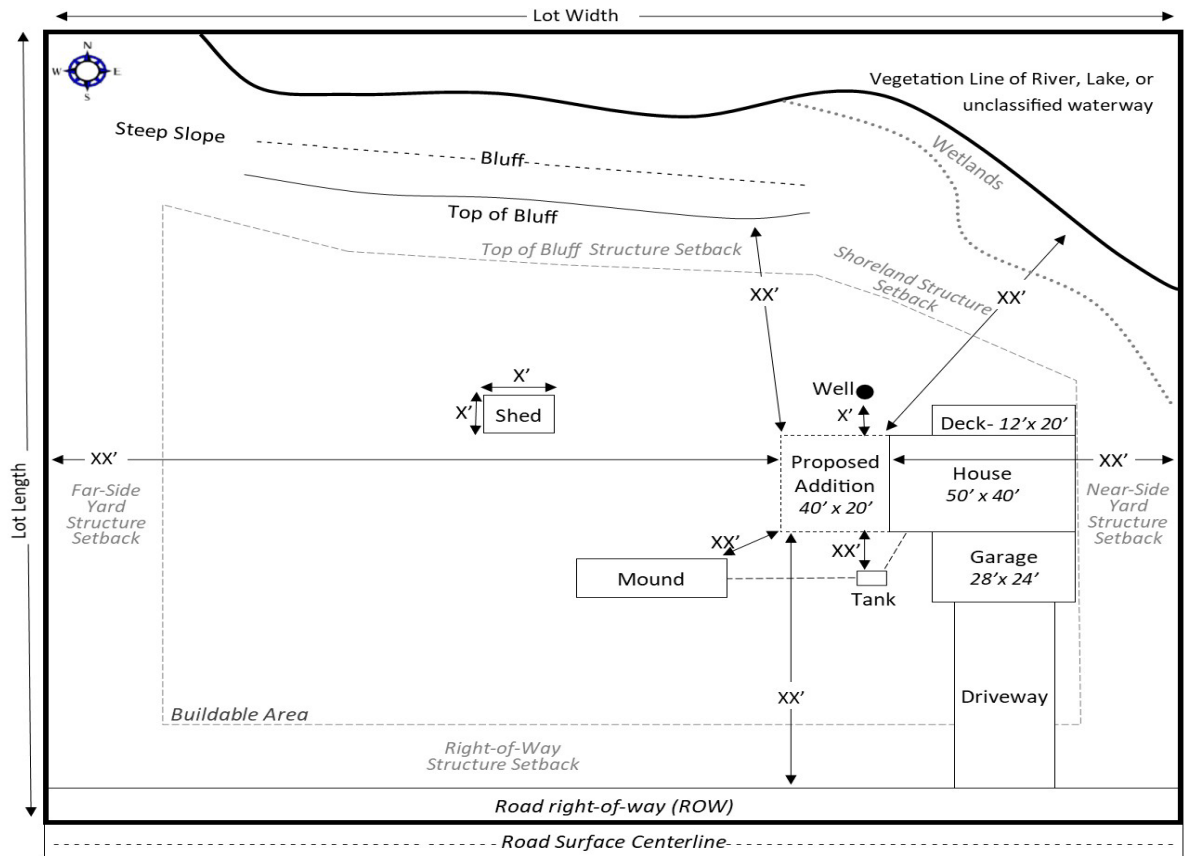 Lot Width
N
W E
S
Vegetation Line of River, Lake, or
unclassified waterway
Steep Slope
Bluff
Wetlands
Top of Bluff
Top of Bluff Structure Setback
Shoreland Structure
Setback
XX’
XX’
X’
X’
Shed
Well
X’
Deck- 12’x 20’
XX’
Proposed
Addition
40’ x 20’
House
50’ x 40’
XX’
Far-Side
Yard
Structure
Setback
Near-Side
Yard
Structure
Setback
Lot Length
XX’
XX’
Mound
Tank
Garage
28’x 24’
XX’
Driveway
Buildable Area
Right-of-Way
Structure Setback
Road right-of-way (ROW)
Road Surface Centerline